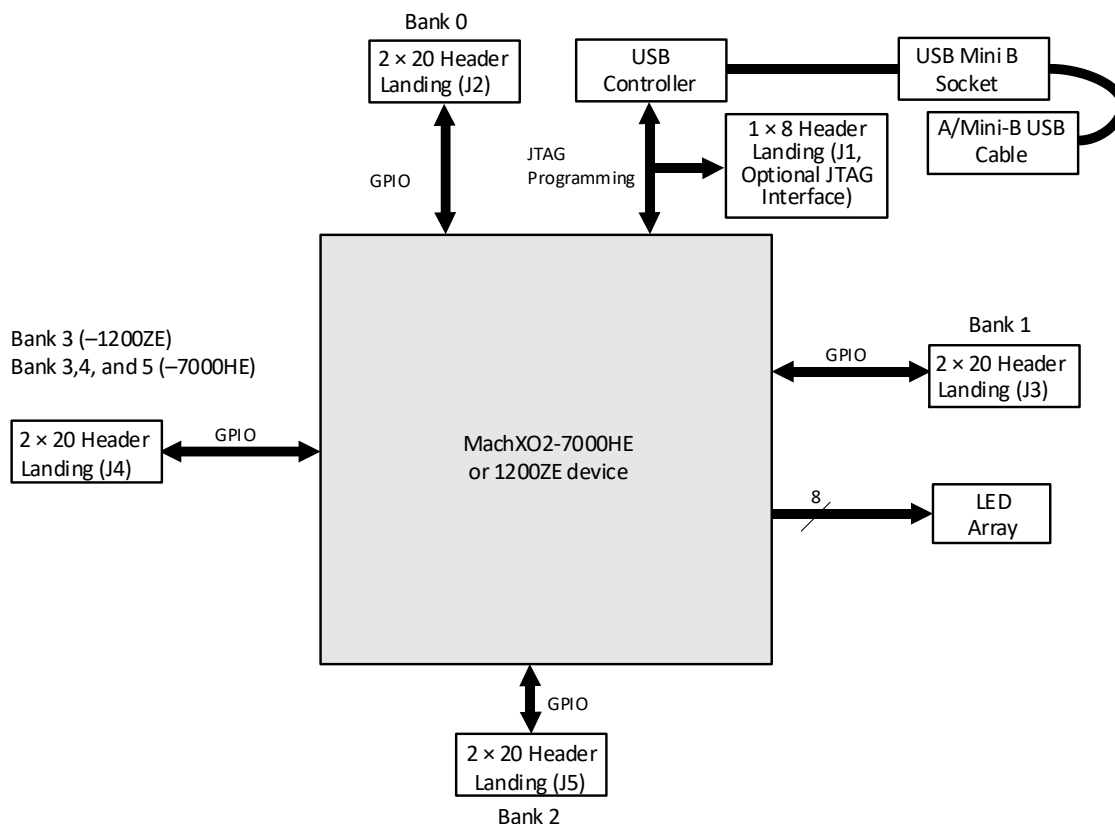 Bank 0
2 × 20 Header
Landing (J2)
USB
Controller
USB Mini B
Socket
A/Mini-B USB
Cable
1 × 8 Header
Landing (J1,
Optional JTAG
Interface)
JTAG
Programming
GPIO
Bank 3 (–1200ZE)
Bank 3,4, and 5 (–7000HE)
2 × 20 Header
Landing (J4)
GPIO
MachXO2-7000HE
or 1200ZE device
Bank 1
GPIO
2 × 20 Header
Landing (J3)
8
LED
Array
GPIO
2 × 20 Header
Landing (J5)
Bank 2